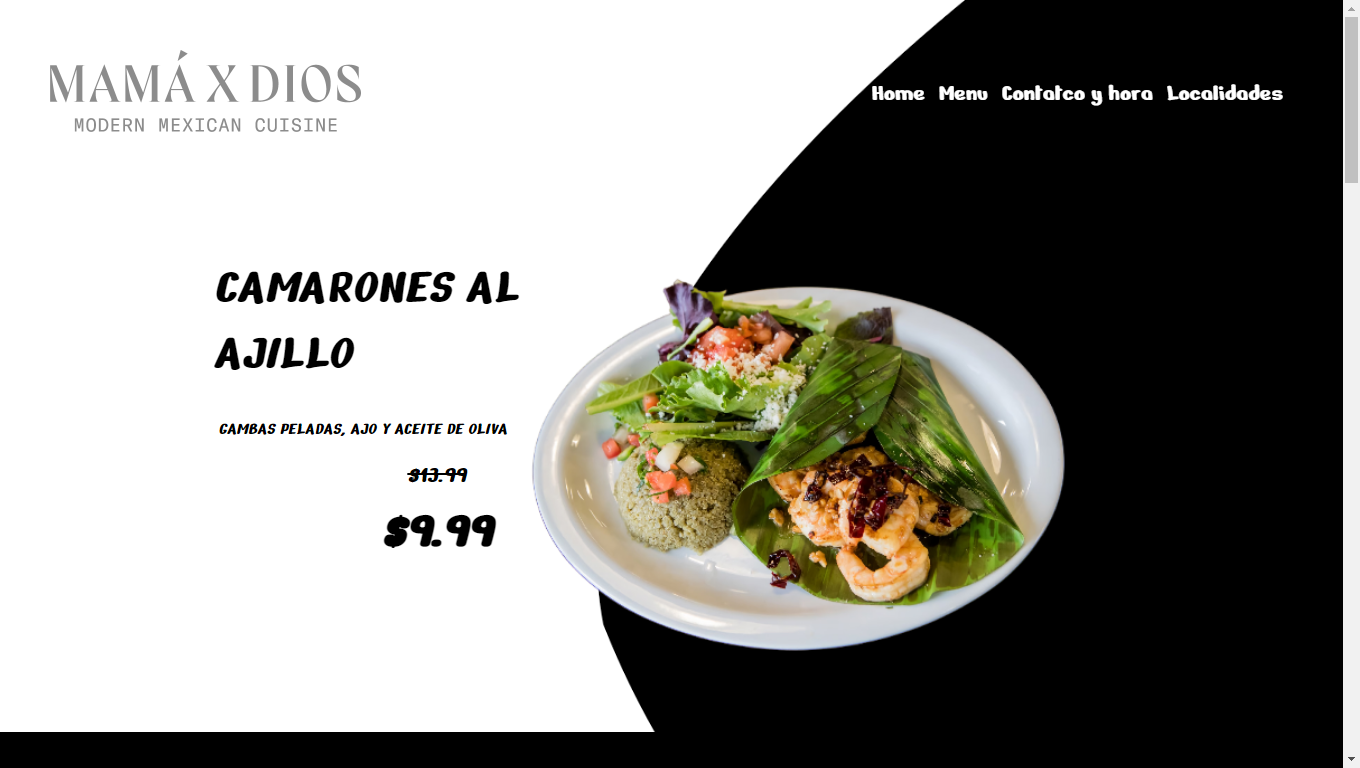 MAMÁ X DIOS
MODERN MEXICAN CUISINE
Home Menu Contatco y hora Localidades
CAMARONES AL
AJILLO
GAMBAS PELADAS, AJO Y ACEITE DE OLIVA
$13.99
$9.99